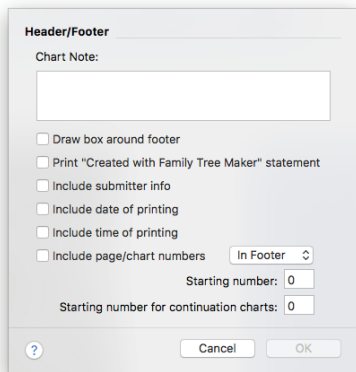 Header/Footer
Chart Note:
Draw box around footer
Print "Created with Family Tree Maker" statement
Include submitter info
Include date of printing
Include time of printing
Include page/chart numbers In Footer
Starting number: 0
Starting number for continuation charts: 0
? Cancel OK